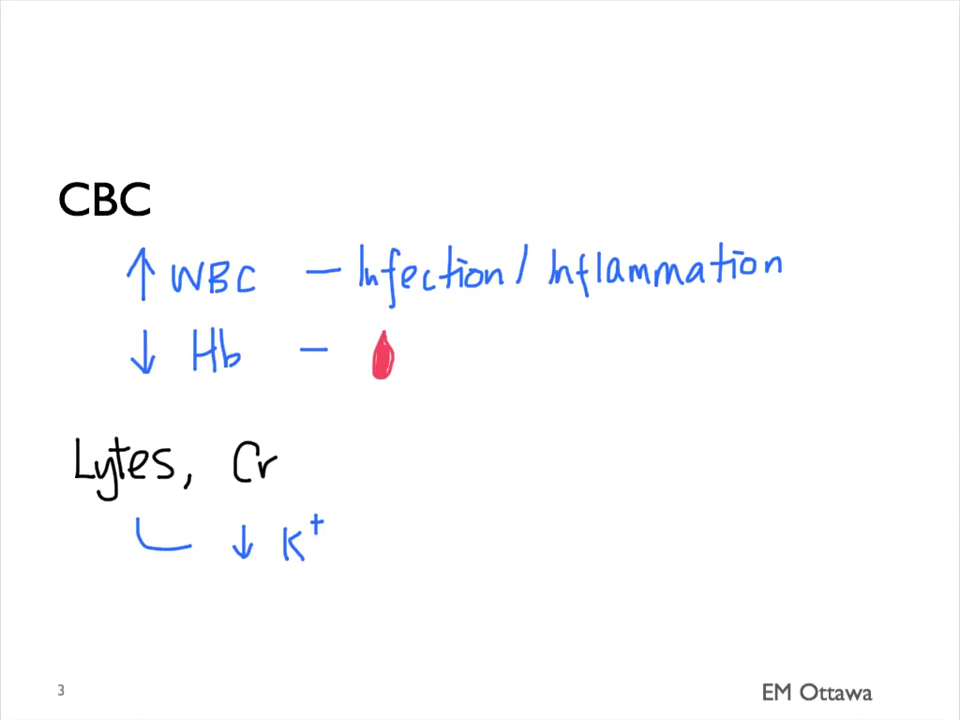 CBC
↑ WBC – Infection / Inflammation
↓ Hb –
Lytes, Cr
↓ K⁺
3
EM Ottawa